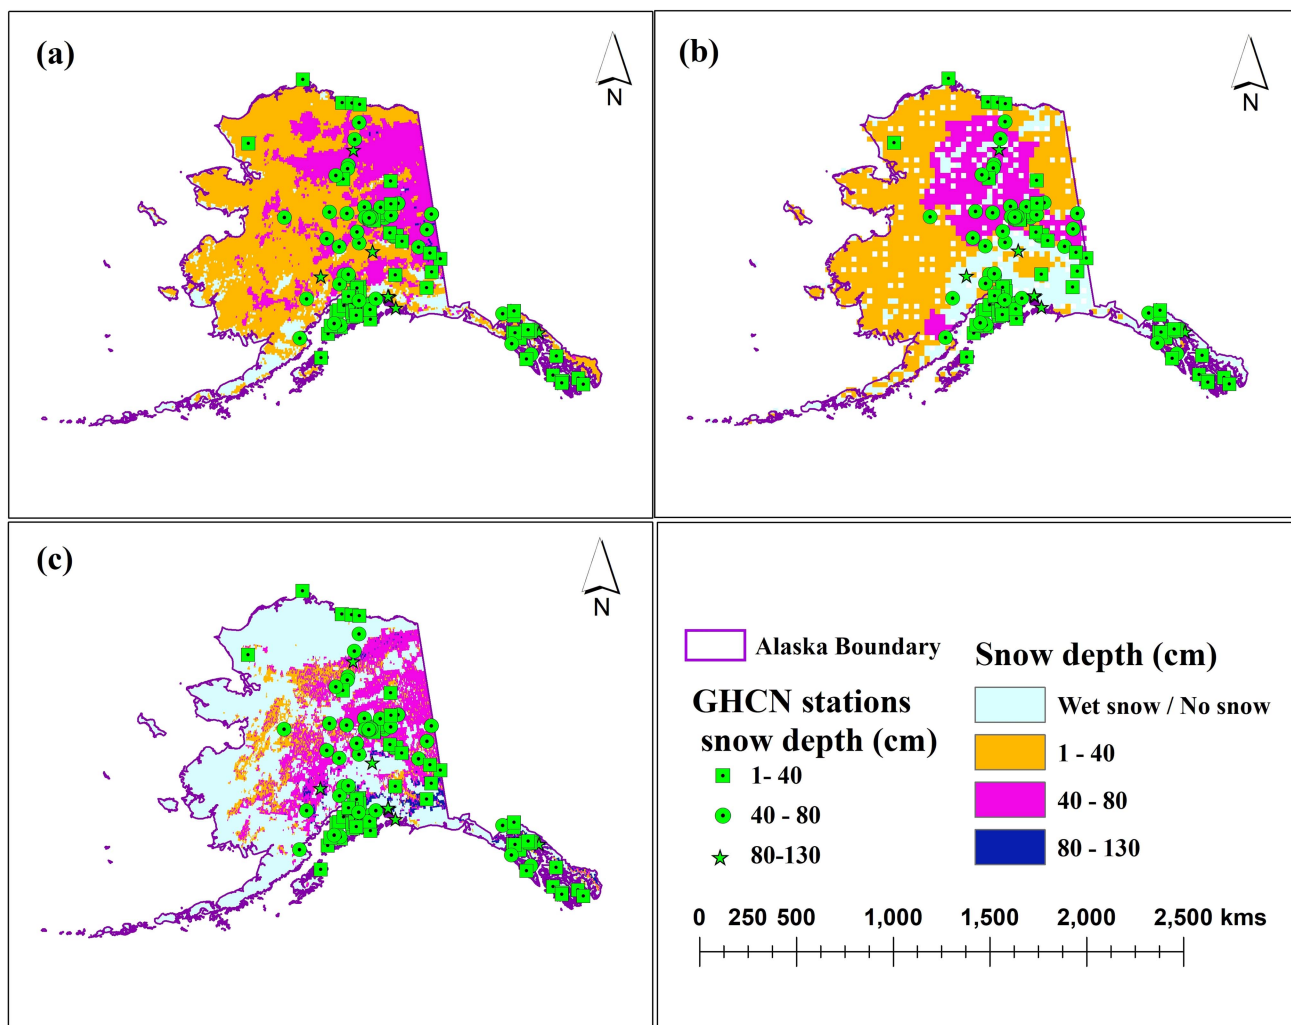 (a)
N
(b)
N
(c)
N
Alaska Boundary
GHCN stations
snow depth (cm)
1- 40
40 - 80
80-130
Snow depth (cm)
Wet snow / No snow
1 - 40
40 - 80
80 - 130
0 250 500 1,000 1,500 2,000 2,500 kms